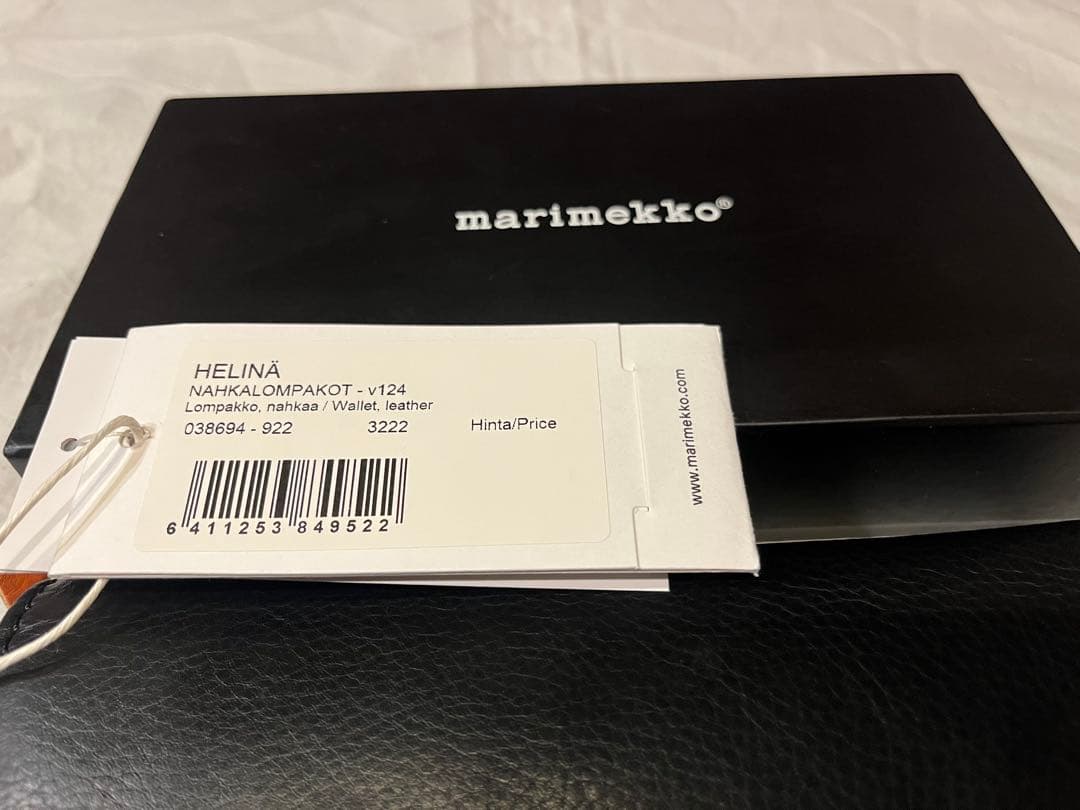 marimekko®
HELINÄ
NAHKALOMPAKOT - v124
Lompakko, nahkaa / Wallet, leather
038694 - 922 3222 Hinta/Price
6 411253 849522
www.marimekko.com